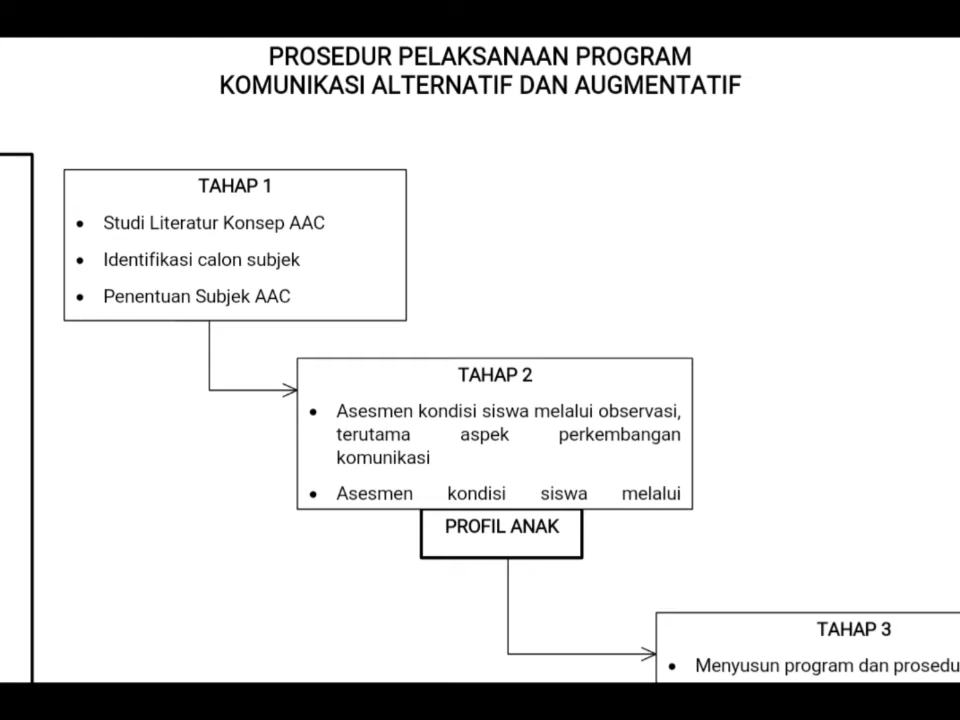 PROSEDUR PELAKSANAAN PROGRAM
KOMUNIKASI ALTERNATIF DAN AUGMENTATIF
TAHAP 1
• Studi Literatur Konsep AAC
• Identifikasi calon subjek
• Penentuan Subjek AAC
TAHAP 2
• Asesmen kondisi siswa melalui observasi,
terutama aspek perkembangan
komunikasi
• Asesmen kondisi siswa melalui
PROFIL ANAK
TAHAP 3
• Menyusun program dan prosedu